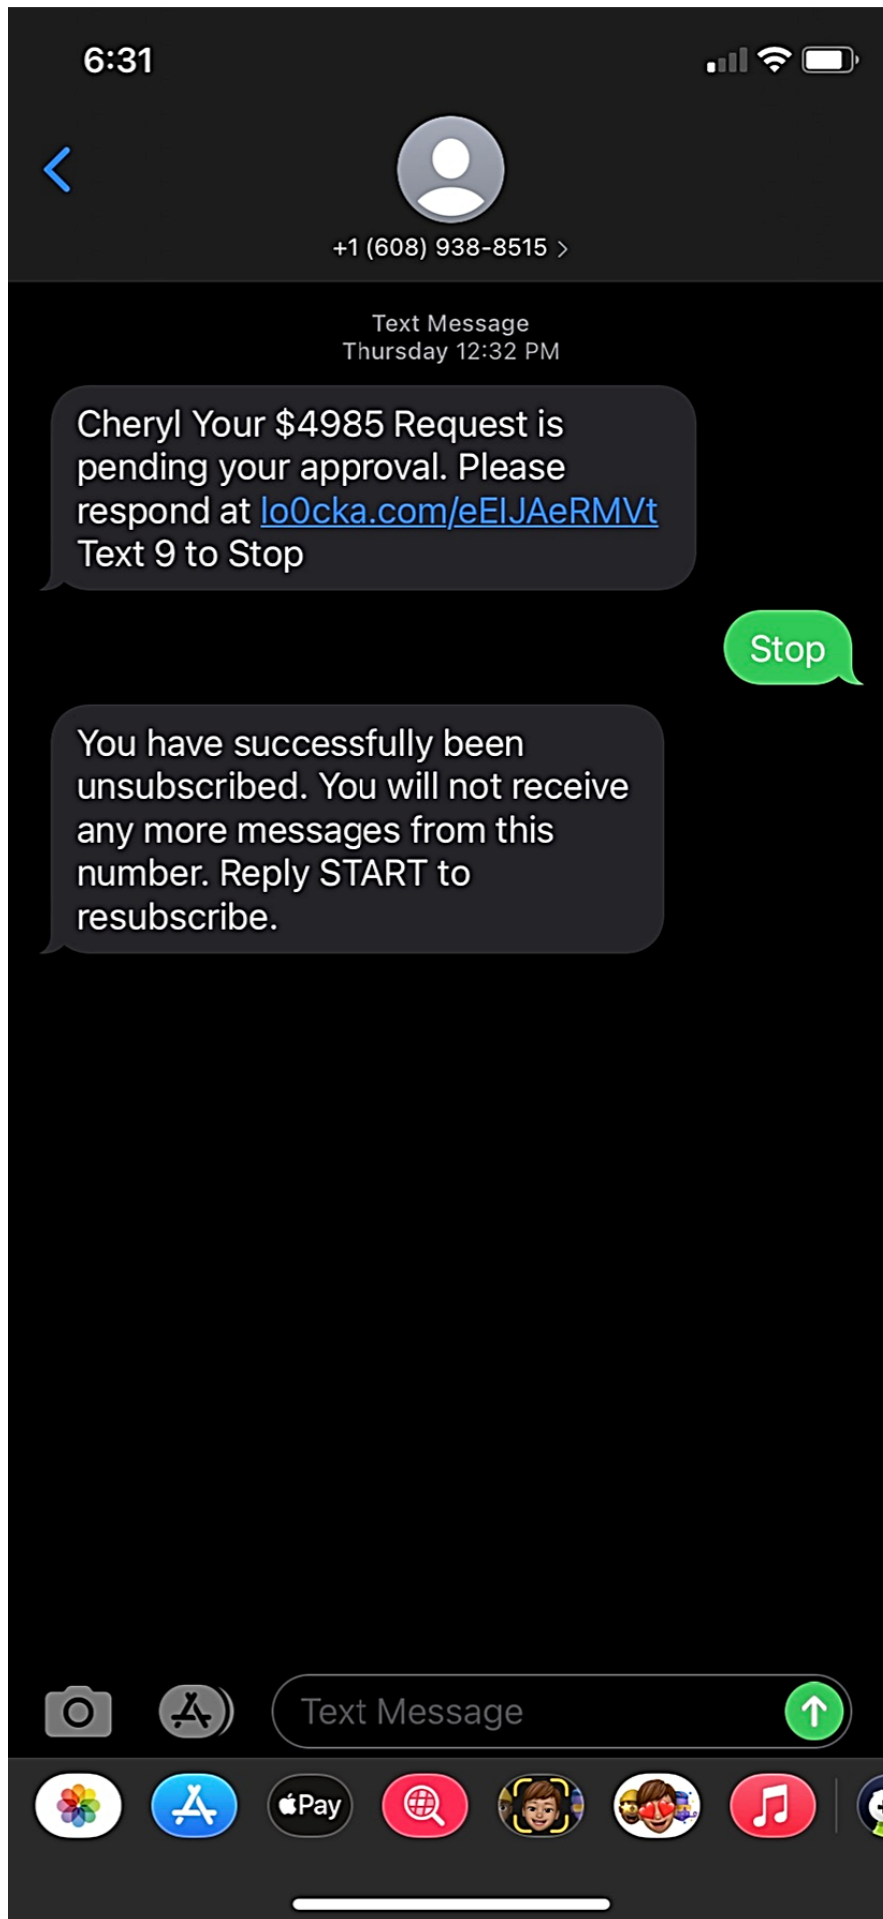 6:31
+1 (608) 938-8515 >
Text Message
Thursday 12:32 PM
Cheryl Your $4985 Request is
pending your approval. Please
respond at lo0cka.com/eEIJAeRMVt
Text 9 to Stop
Stop
You have successfully been
unsubscribed. You will not receive
any more messages from this
number. Reply START to
resubscribe.
Text Message
Pay